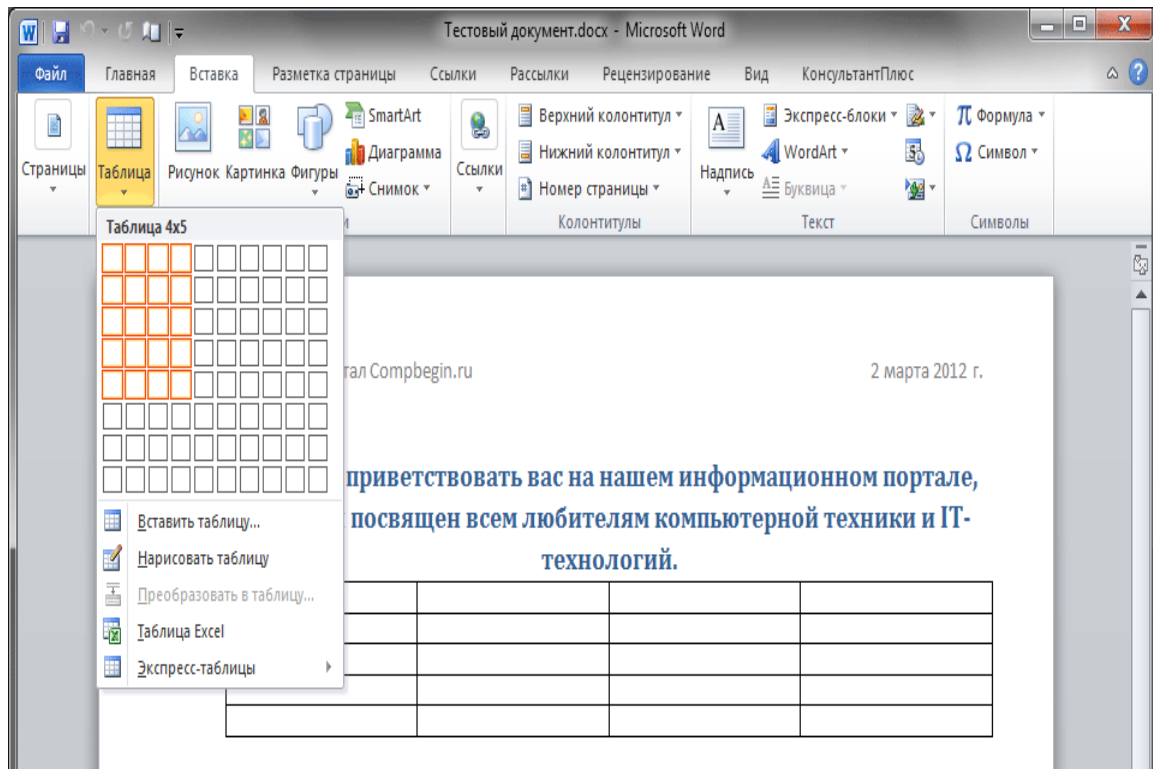 Тестовый документ.docx - Microsoft Word
Файл Главная Вставка Разметка страницы Ссылки Рассылки Рецензирование Вид КонсультантПлюс
Страницы
Таблица
Рисунок Картинка Фигуры
SmartArt
Диаграмма
Снимок
Ссылки
Верхний колонтитул
Нижний колонтитул
Номер страницы
Колонтитулы
Надпись
Экспресс-блоки
WordArt
Буквица
Текст
π Формула
Ω Символ
Символы
Таблица 4x5
Вставить таблицу...
Нарисовать таблицу
Преобразовать в таблицу...
Таблица Excel
Экспресс-таблицы
Compbegin.ru 2 марта 2012 г.
приветствовать вас на нашем информационном портале,
посвящен всем любителям компьютерной техники и IT-
технологий.